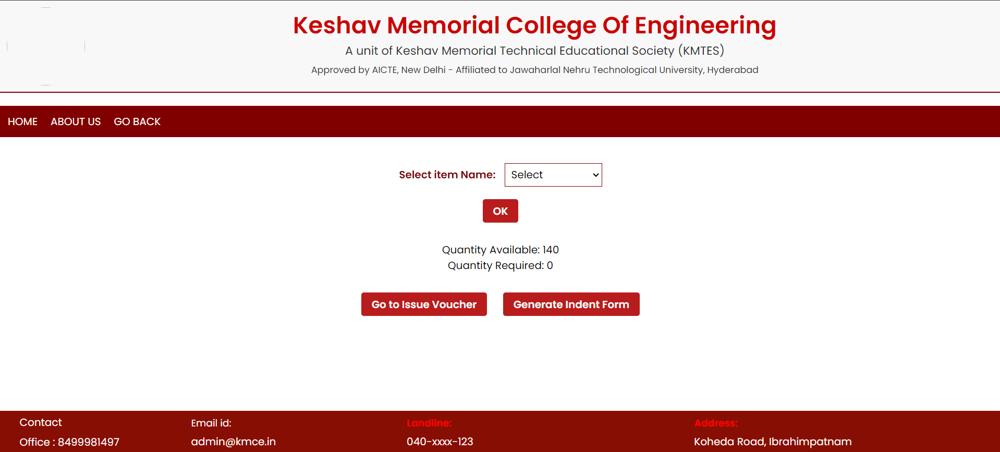 Keshav Memorial College Of Engineering
A unit of Keshav Memorial Technical Educational Society (KMTES)
Approved by AICTE, New Delhi - Affiliated to Jawaharlal Nehru Technological University, Hyderabad
HOME ABOUT US GO BACK
Select item Name: Select
OK
Quantity Available: 140
Quantity Required: 0
Go to Issue Voucher Generate Indent Form
Contact Email id: Landline: Address:
Office : 8499981497 admin@kmce.in 040-xxxx-123 Koheda Road, Ibrahimpatnam